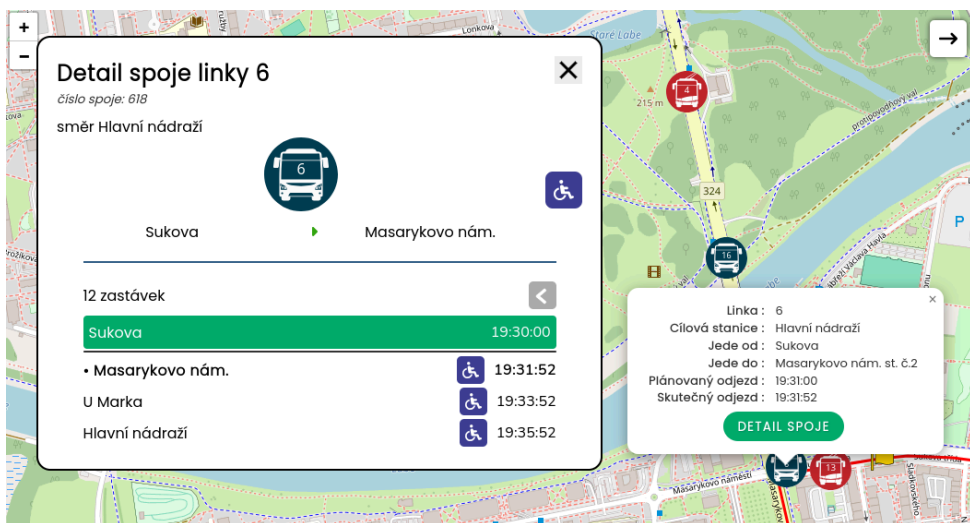 +
−
Detail spoje linky 6
číslo spoje: 618
směr Hlavní nádraží
6
Sukova
Masarykovo nám.
12 zastávek
Sukova 19:30:00
• Masarykovo nám. 19:31:52
U Marka 19:33:52
Hlavní nádraží 19:35:52
Lonkova
Staré Labe
4
215 m
protipovodňový val
324
16
P
×
Linka : 6
Cílová stanice : Hlavní nádraží
Jede od : Sukova
Jede do : Masarykovo nám. st. č.2
Plánovaný odjezd : 19:31:00
Skutečný odjezd : 19:31:52
DETAIL SPOJE
13
Masarykovo náměstí
Sladkovského